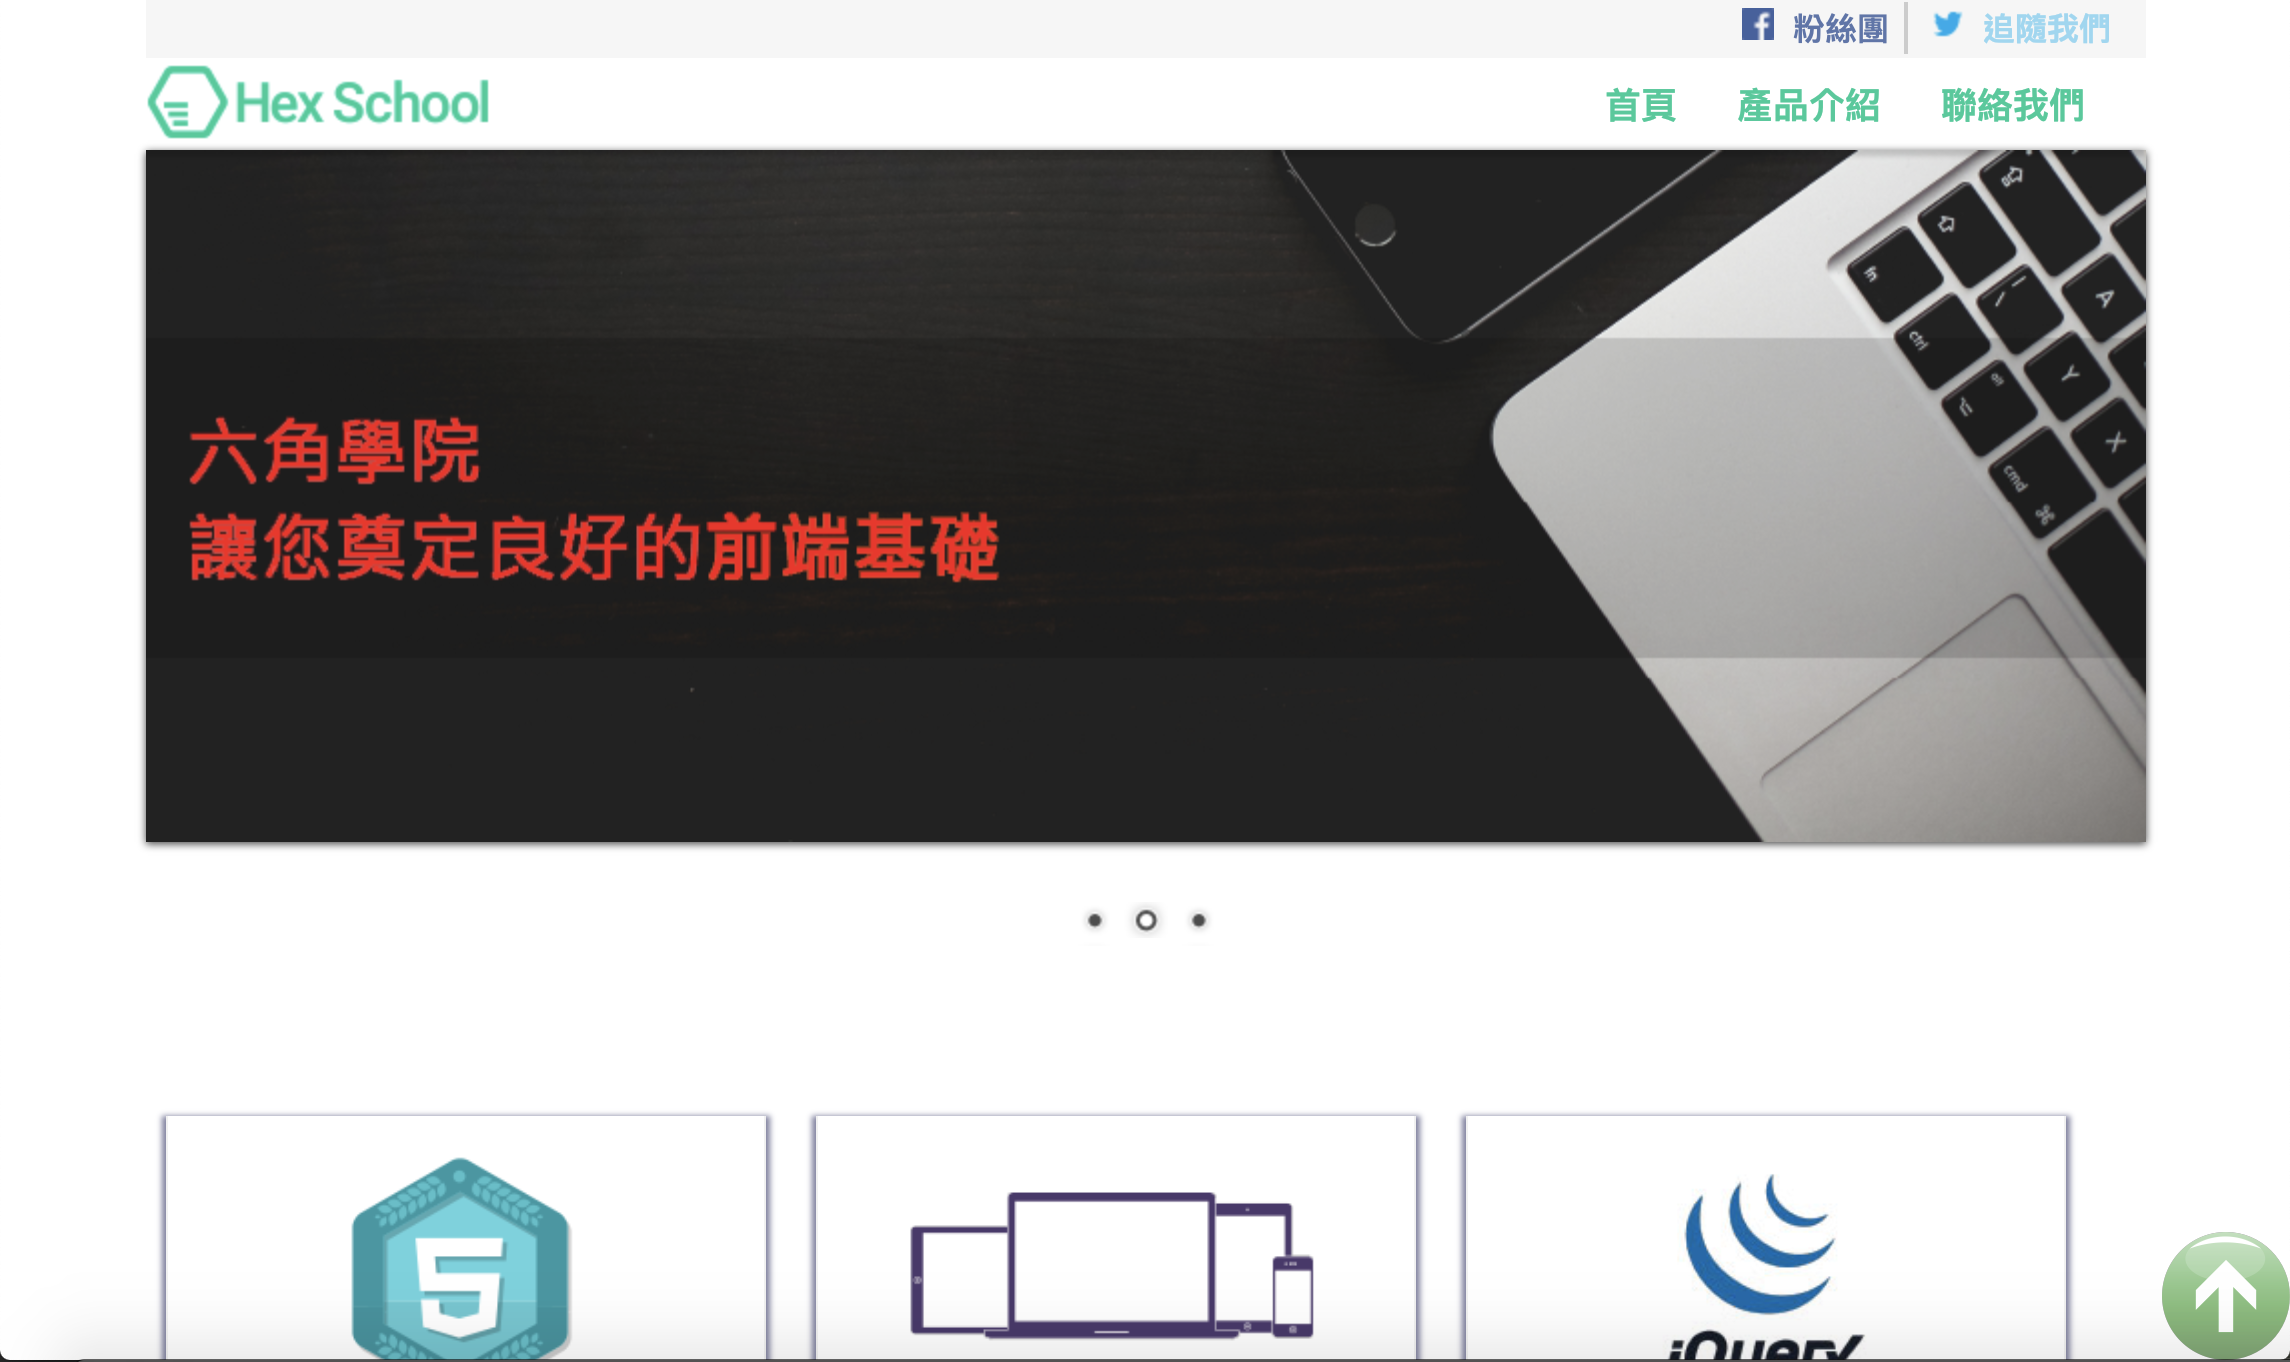 粉絲團 追隨我們
Hex School
首頁 產品介紹 聯絡我們
六角學院
讓您奠定良好的前端基礎
fn
ctrl
alt
cmd ⌘
A
Y
X
5
jQuery